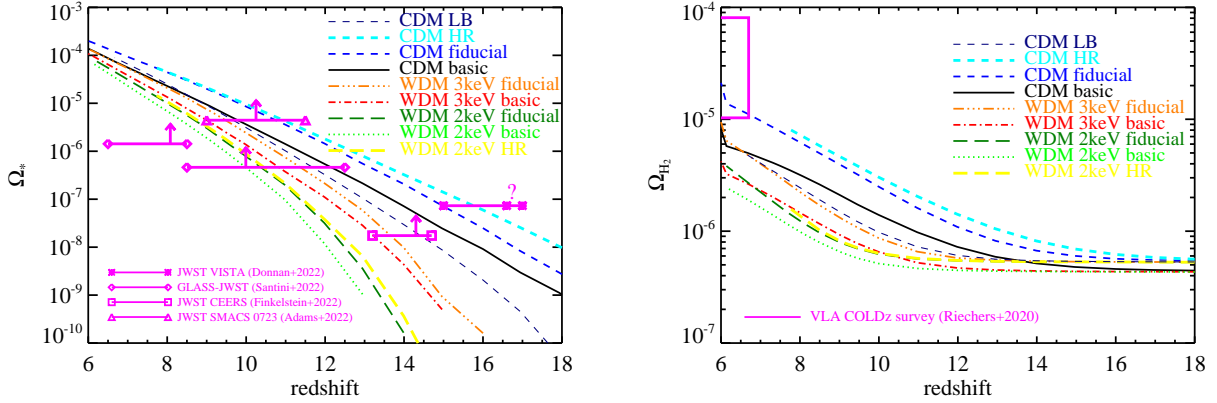 Ω*
10⁻⁴
10⁻⁵
10⁻⁶
10⁻⁷
10⁻⁸
10⁻⁹
10⁻¹⁰
CDM LB
CDM HR
CDM fiducial
CDM basic
WDM 3keV fiducial
WDM 3keV basic
WDM 2keV fiducial
WDM 2keV basic
WDM 2keV HR
?
JWST VISTA (Donnan+2022)
GLASS-JWST (Santini+2022)
JWST CEERS (Finkelstein+2022)
JWST SMACS 0723 (Adams+2022)
6 8 10 12 14 16 18
redshift
Ω_H₂
10⁻⁴
10⁻⁵
10⁻⁶
10⁻⁷
CDM LB
CDM HR
CDM fiducial
CDM basic
WDM 3keV fiducial
WDM 3keV basic
WDM 2keV fiducial
WDM 2keV basic
WDM 2keV HR
VLA COLDz survey (Riechers+2020)
6 8 10 12 14 16 18
redshift